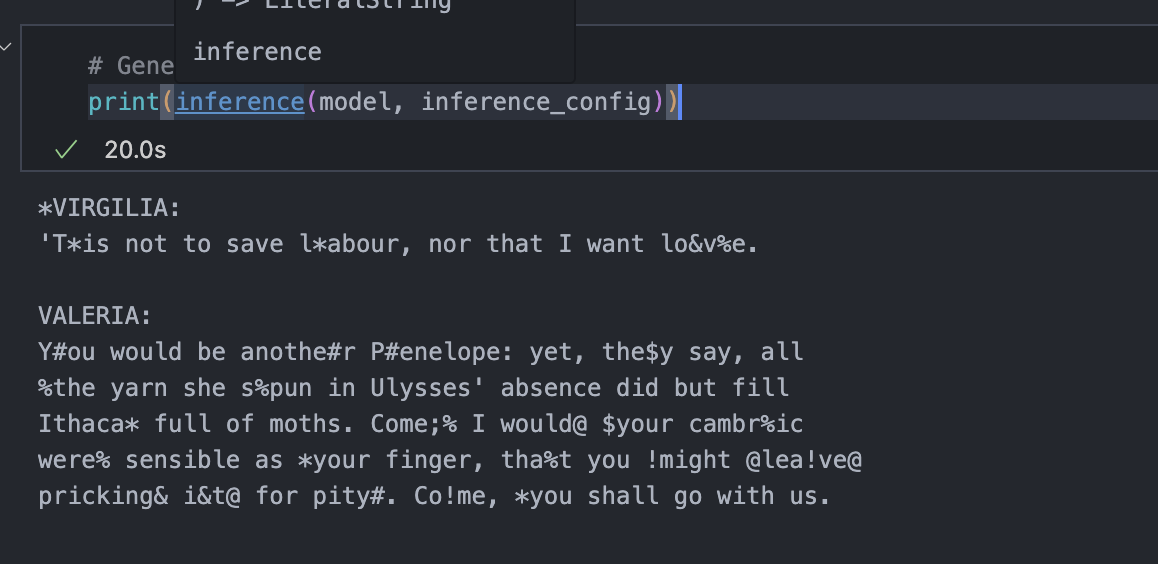 ) -> LiteralString
inference
# Gene
print(inference(model, inference_config))
20.0s
*VIRGILIA:
'T*is not to save l*abour, nor that I want lo&v%e.
VALERIA:
Y#ou would be anothe#r P#enelope: yet, the$y say, all
%the yarn she s%pun in Ulysses' absence did but fill
Ithaca* full of moths. Come;% I would@ $your cambr%ic
were% sensible as *your finger, tha%t you !might @lea!ve@
pricking& i&t@ for pity#. Co!me, *you shall go with us.